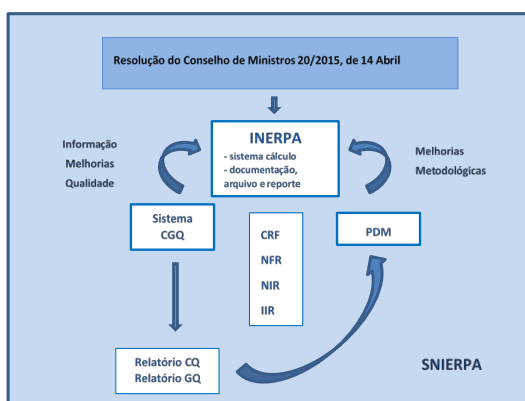 Resolução do Conselho de Ministros 20/2015, de 14 Abril
INERPA
- sistema cálculo
- documentação,
arquivo e reporte
Informação
Melhorias
Qualidade
Melhorias
Metodológicas
Sistema
CGQ
CRF
NFR
NIR
IIR
PDM
Relatório CQ
Relatório GQ
SNIERPA